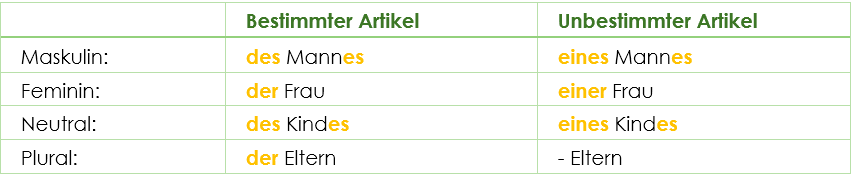 Bestimmter Artikel Unbestimmter Artikel
Maskulin: des Mannes eines Mannes
Feminin: der Frau einer Frau
Neutral: des Kindes eines Kindes
Plural: der Eltern - Eltern